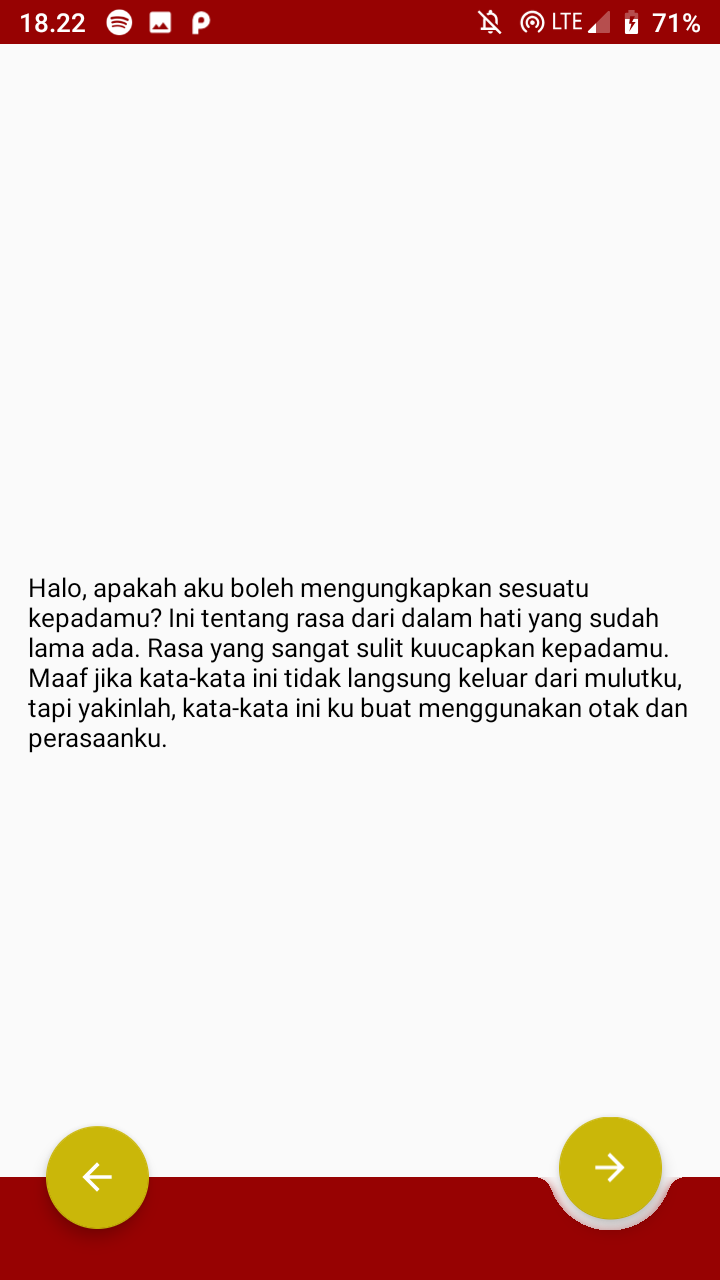 18.22 LTE 71%
Halo, apakah aku boleh mengungkapkan sesuatu
kepadamu? Ini tentang rasa dari dalam hati yang sudah
lama ada. Rasa yang sangat sulit kuucapkan kepadamu.
Maaf jika kata-kata ini tidak langsung keluar dari mulutku,
tapi yakinlah, kata-kata ini ku buat menggunakan otak dan
perasaanku.